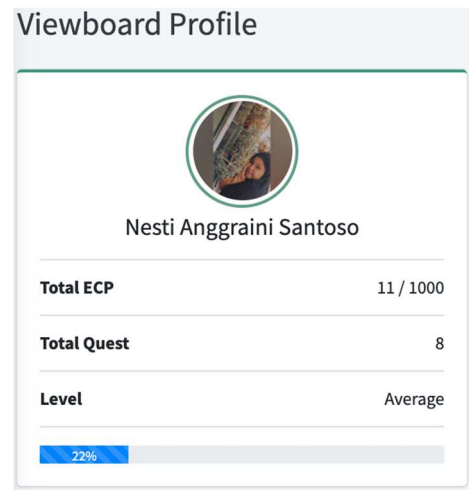 Viewboard Profile
Nesti Anggraini Santoso
Total ECP 11 / 1000
Total Quest 8
Level Average
22%